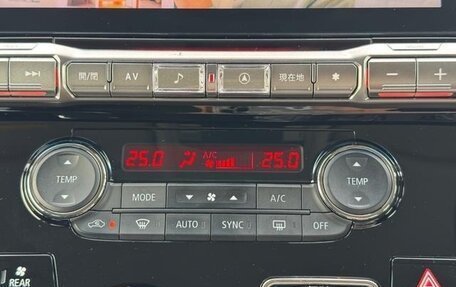 開/閉 AV 現在地 − +
25.0 A/C 25.0
TEMP TEMP
MODE A/C
AUTO SYNC OFF
REAR